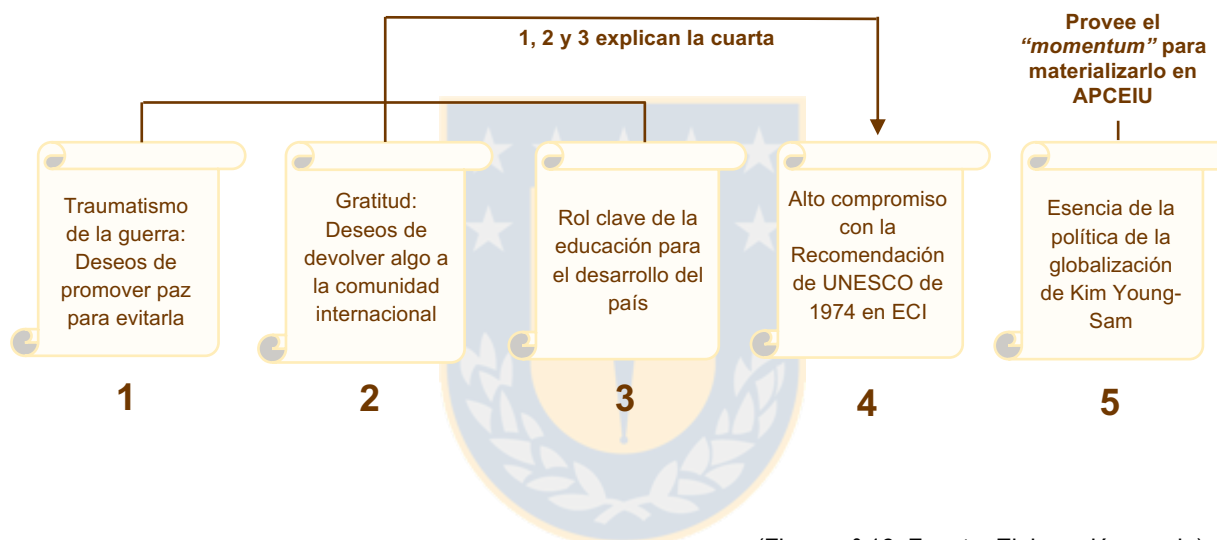 1, 2 y 3 explican la cuarta
Provee el
“momentum” para
materializarlo en
APCEIU
Traumatismo
de la guerra:
Deseos de
promover paz
para evitarla
1
Gratitud:
Deseos de
devolver algo a
la comunidad
internacional
2
Rol clave de la
educación para
el desarrollo del
país
3
Alto compromiso
con la
Recomendación
de UNESCO de
1974 en ECI
4
Esencia de la
política de la
globalización
de Kim Young-
Sam
5